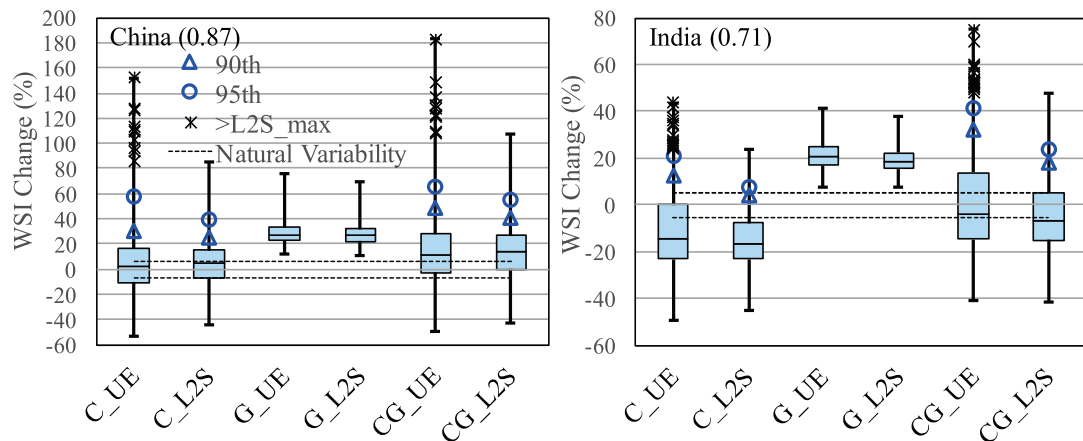 China (0.87)
90th
95th
>L2S_max
Natural Variability
WSI Change (%)
200
180
160
140
120
100
80
60
40
20
0
-20
-40
-60
C_UE
C_L2S
G_UE
G_L2S
CG_UE
CG_L2S
India (0.71)
WSI Change (%)
80
60
40
20
0
-20
-40
-60
C_UE
C_L2S
G_UE
G_L2S
CG_UE
CG_L2S